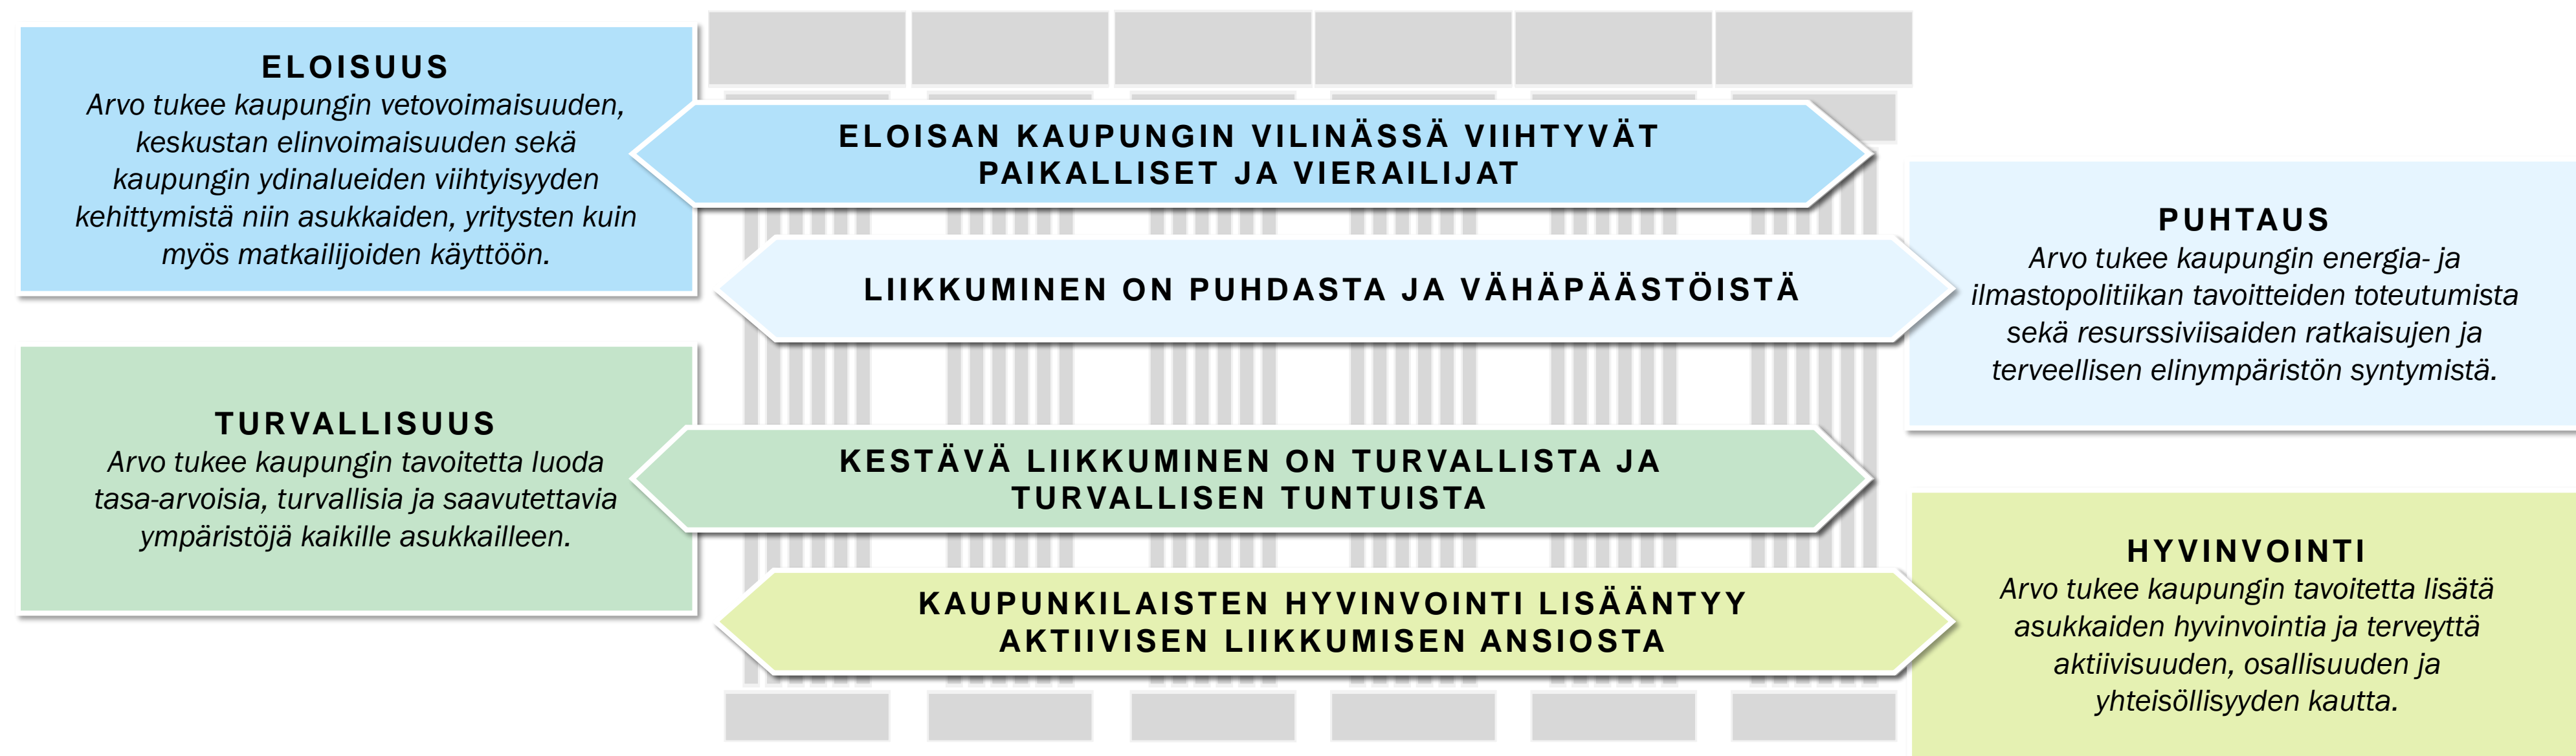 ELOISUUS
Arvo tukee kaupungin vetovoimaisuuden,
keskustan elinvoimaisuuden sekä
kaupungin ydinalueiden viihtyisyyden
kehittymistä niin asukkaiden, yritysten kuin
myös matkailijoiden käyttöön.
ELOISAN KAUPUNGIN VILINÄSSÄ VIIHTYVÄT
PAIKALLISET JA VIERAILIJAT
LIIKKUMINEN ON PUHDASTA JA VÄHÄPÄÄSTÖISTÄ
PUHTAUS
Arvo tukee kaupungin energia- ja
ilmastopolitiikan tavoitteiden toteutumista
sekä resurssiviisaiden ratkaisujen ja
terveellisen elinympäristön syntymistä.
TURVALLISUUS
Arvo tukee kaupungin tavoitetta luoda
tasa-arvoisia, turvallisia ja saavutettavia
ympäristöjä kaikille asukkailleen.
KESTÄVÄ LIIKKUMINEN ON TURVALLISTA JA
TURVALLISEN TUNTUISTA
KAUPUNKILAISTEN HYVINVOINTI LISÄÄNTYY
AKTIIVISEN LIIKKUMISEN ANSIOSTA
HYVINVOINTI
Arvo tukee kaupungin tavoitetta lisätä
asukkaiden hyvinvointia ja terveyttä
aktiivisuuden, osallisuuden ja
yhteisöllisyyden kautta.